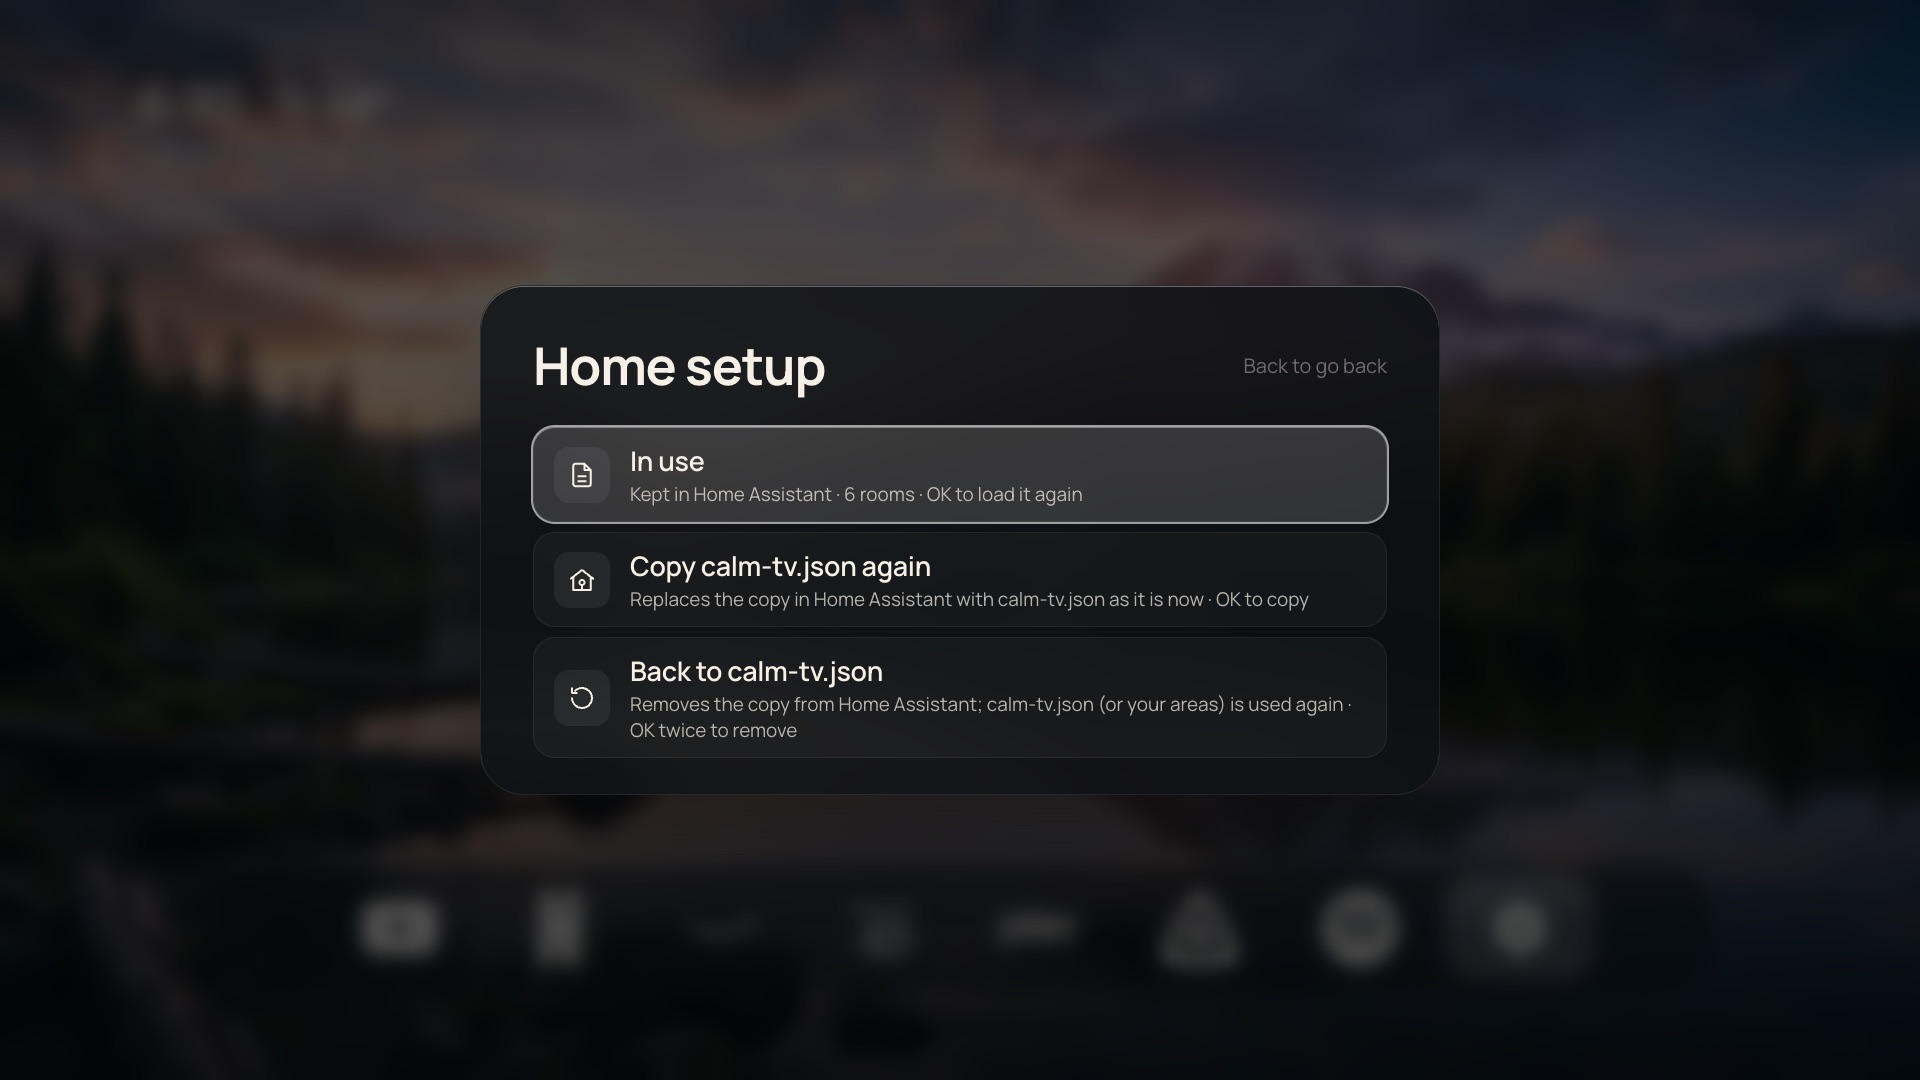 Home setup
Back to go back
In use
Kept in Home Assistant · 6 rooms · OK to load it again
Copy calm-tv.json again
Replaces the copy in Home Assistant with calm-tv.json as it is now · OK to copy
Back to calm-tv.json
Removes the copy from Home Assistant; calm-tv.json (or your areas) is used again ·
OK twice to remove